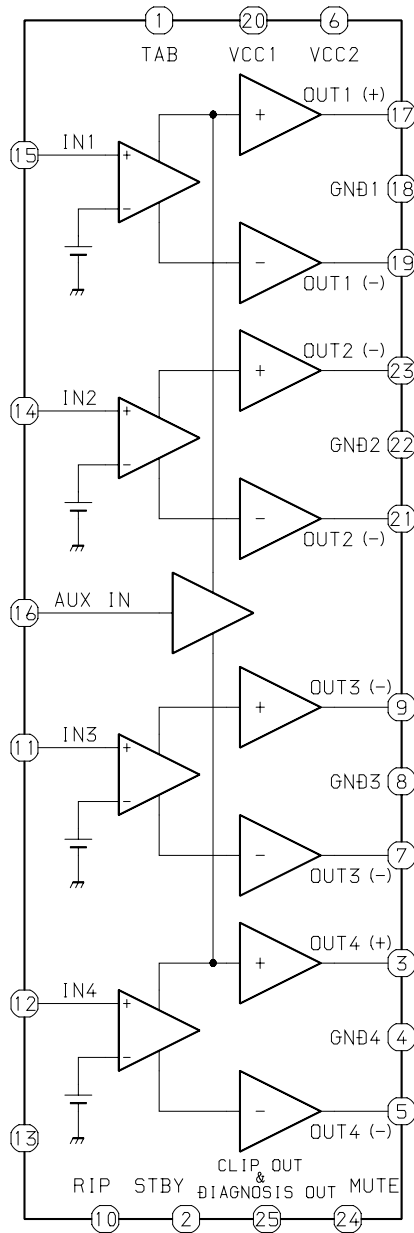 1 20 6
TAB VCC1 VCC2
OUT1 (+)
17
+
15 IN1
+
GND1 18
-
-
19
OUT1 (-)
OUT2 (-)
+
23
14 IN2
+
GND2 22
-
-
21
OUT2 (-)
16 AUX IN
OUT3 (-)
+
9
11 IN3
+
GND3 8
-
-
7
OUT3 (-)
OUT4 (+)
+
3
12 IN4
+
GND4 4
-
-
5
OUT4 (-)
13
CLIP OUT
&
RIP STBY DIAGNOSIS OUT MUTE
10 2 25 24